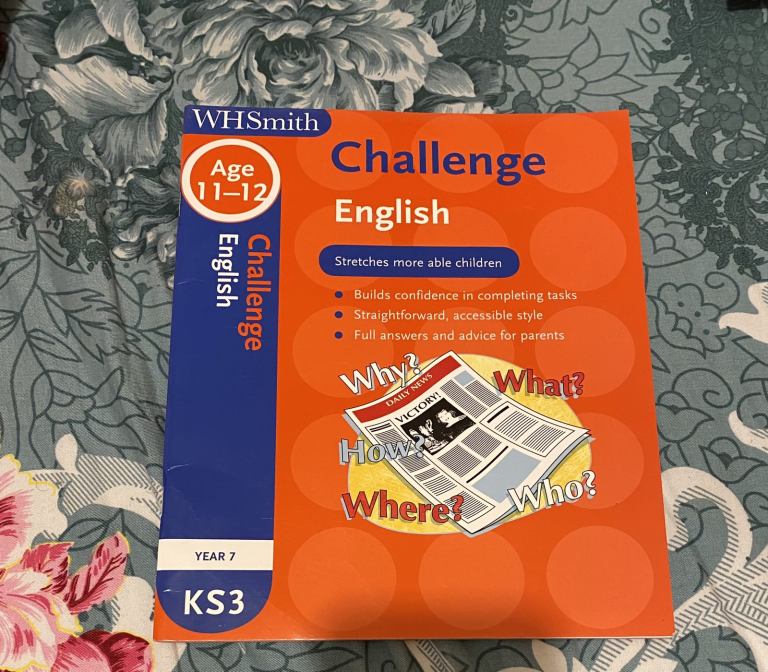 WHSmith
Age
11–12
Challenge
English
Challenge
English
Stretches more able children
Builds confidence in completing tasks
Straightforward, accessible style
Full answers and advice for parents
Why?
What?
DAILY NEWS
VICTORY!
How?
Where?
Who?
YEAR 7
KS3